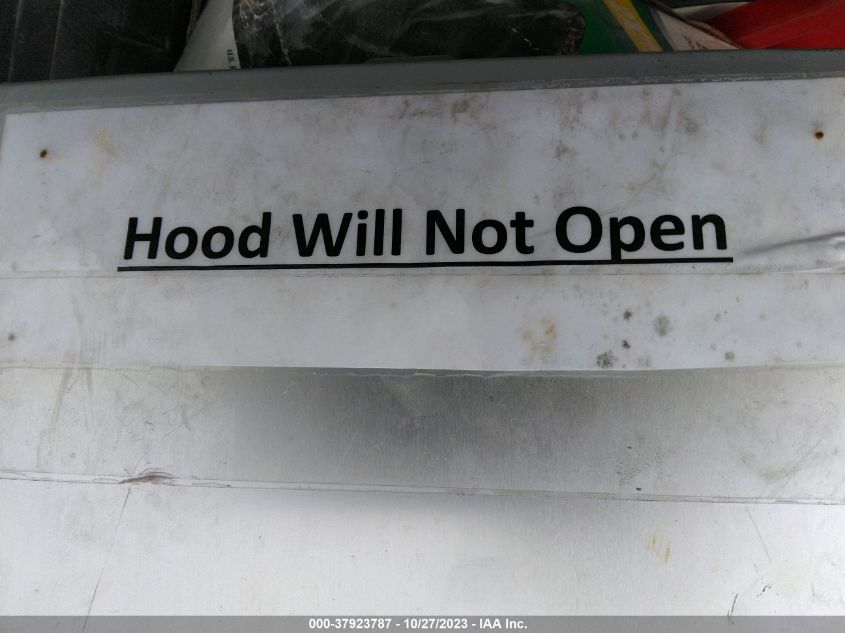 U.S.
Hood Will Not Open
000-37923787 - 10/27/2023 - IAA Inc.